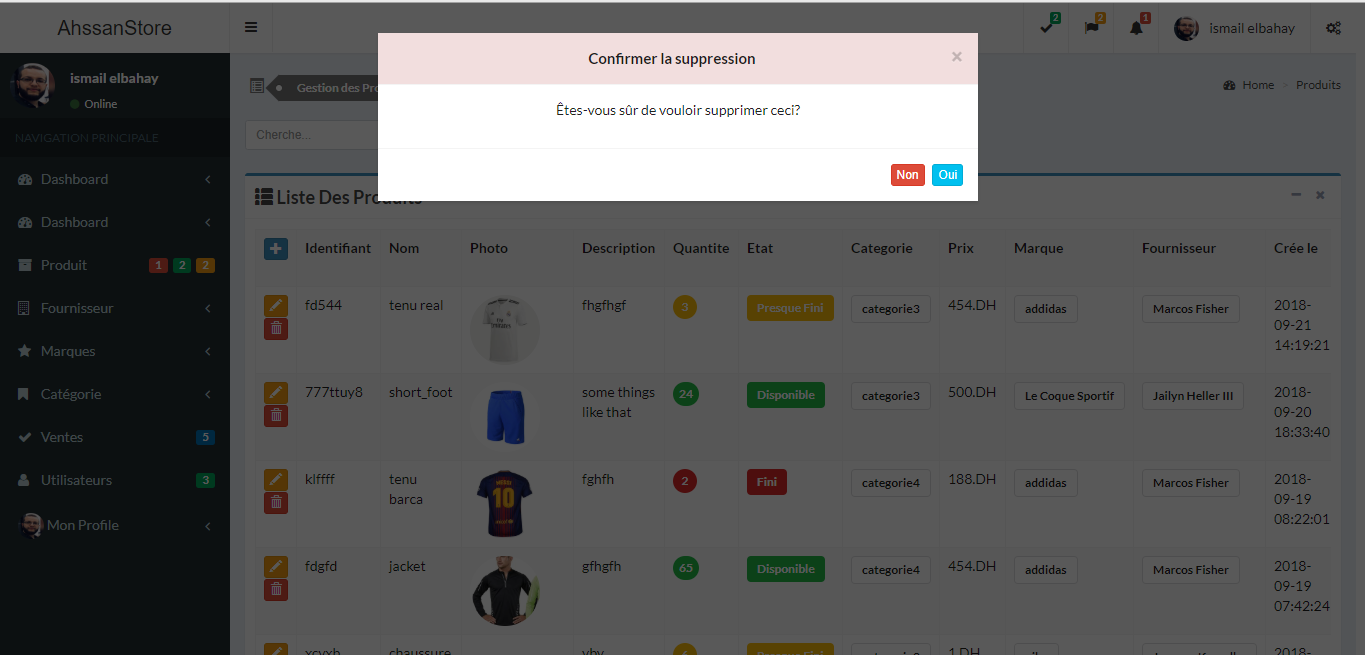 AhssanStore
2
2
1
ismail elbahay
ismail elbahay
Online
NAVIGATION PRINCIPALE
Dashboard
Dashboard
Produit 1 2 2
Fournisseur
Marques
Catégorie
Ventes 5
Utilisateurs 3
Mon Profile
Confirmer la suppression ×
Êtes-vous sûr de vouloir supprimer ceci?
Non Oui
Gestion des Pro
Home > Produits
Cherche...
Liste Des Produits
Identifiant Nom Photo Description Quantite Etat Categorie Prix Marque Fournisseur Crée le
fd544 tenu real fhgfhgf 3 Presque Fini categorie3 454.DH addidas Marcos Fisher 2018-
09-21
14:19:21
777ttuy8 short_foot some things 24 Disponible categorie3 500.DH Le Coque Sportif Jailyn Heller III 2018-
like that 09-20
18:33:40
klffff tenu fghfh 2 Fini categorie4 188.DH addidas Marcos Fisher 2018-
barca 09-19
10
08:22:01
fdgfd jacket gfhgfh 65 Disponible categorie4 454.DH addidas Marcos Fisher 2018-
09-19
07:42:24
xcvxb chaussure vbv Presque Fini 1.DH 2018-